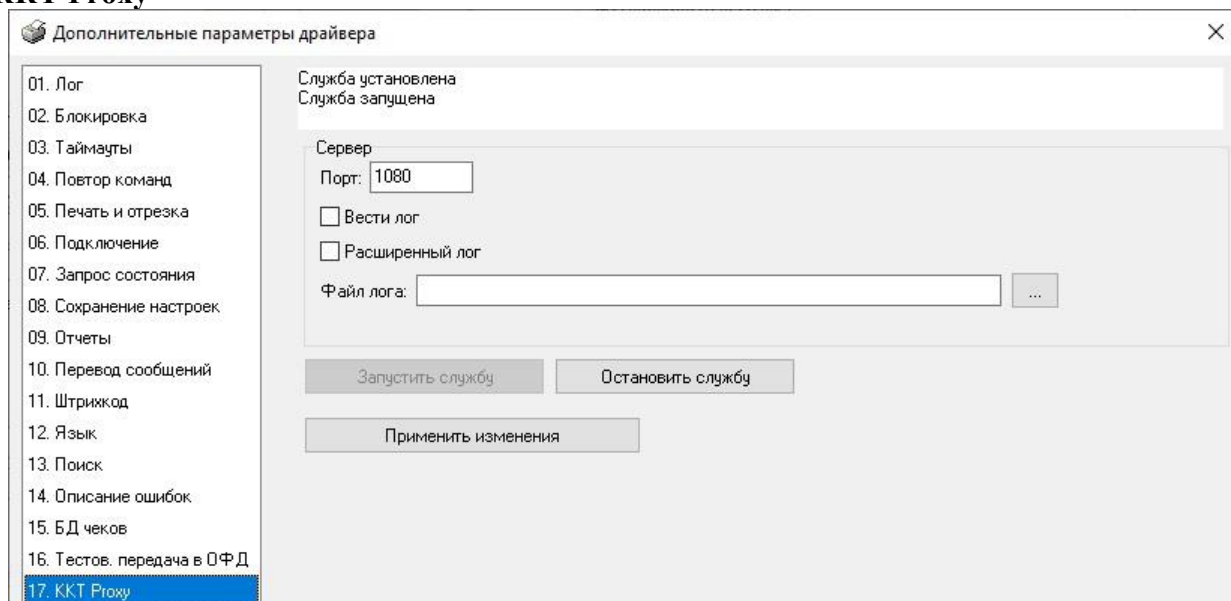 ККТ Proxy
Дополнительные параметры драйвера
01. Лог
02. Блокировка
03. Таймауты
04. Повтор команд
05. Печать и отрезка
06. Подключение
07. Запрос состояния
08. Сохранение настроек
09. Отчеты
10. Перевод сообщений
11. Штрихкод
12. Язык
13. Поиск
14. Описание ошибок
15. БД чеков
16. Тестов. передача в ОФД
17. ККТ Proxy
Служба установлена
Служба запущена
Сервер
Порт: 1080
Вести лог
Расширенный лог
Файл лога:
...
Запустить службу
Остановить службу
Применить изменения